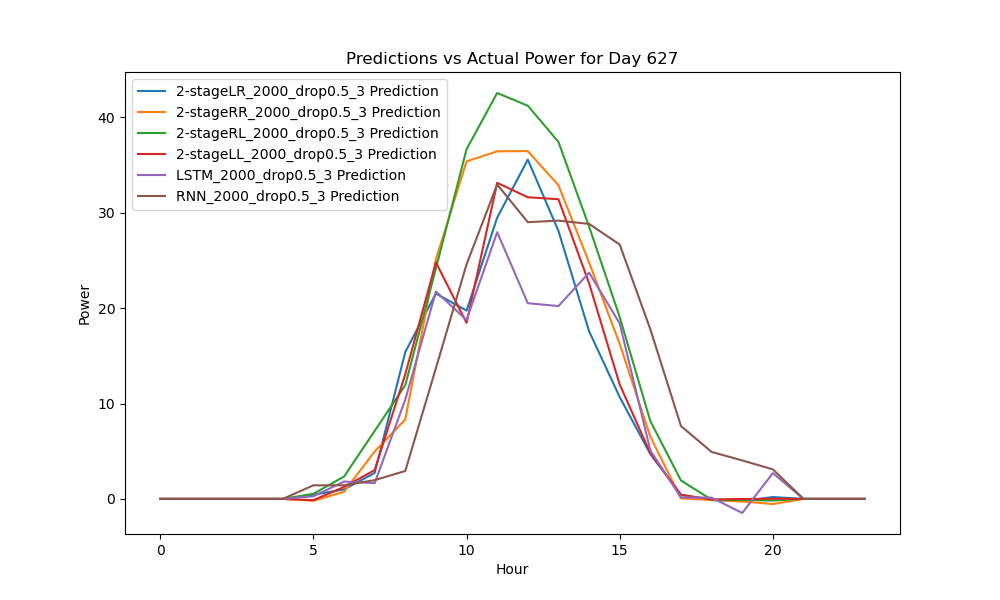 Predictions vs Actual Power for Day 627
2-stageLR_2000_drop0.5_3 Prediction
2-stageRR_2000_drop0.5_3 Prediction
2-stageRL_2000_drop0.5_3 Prediction
2-stageLL_2000_drop0.5_3 Prediction
LSTM_2000_drop0.5_3 Prediction
RNN_2000_drop0.5_3 Prediction
40
30
20
10
0
Power
0 5 10 15 20
Hour